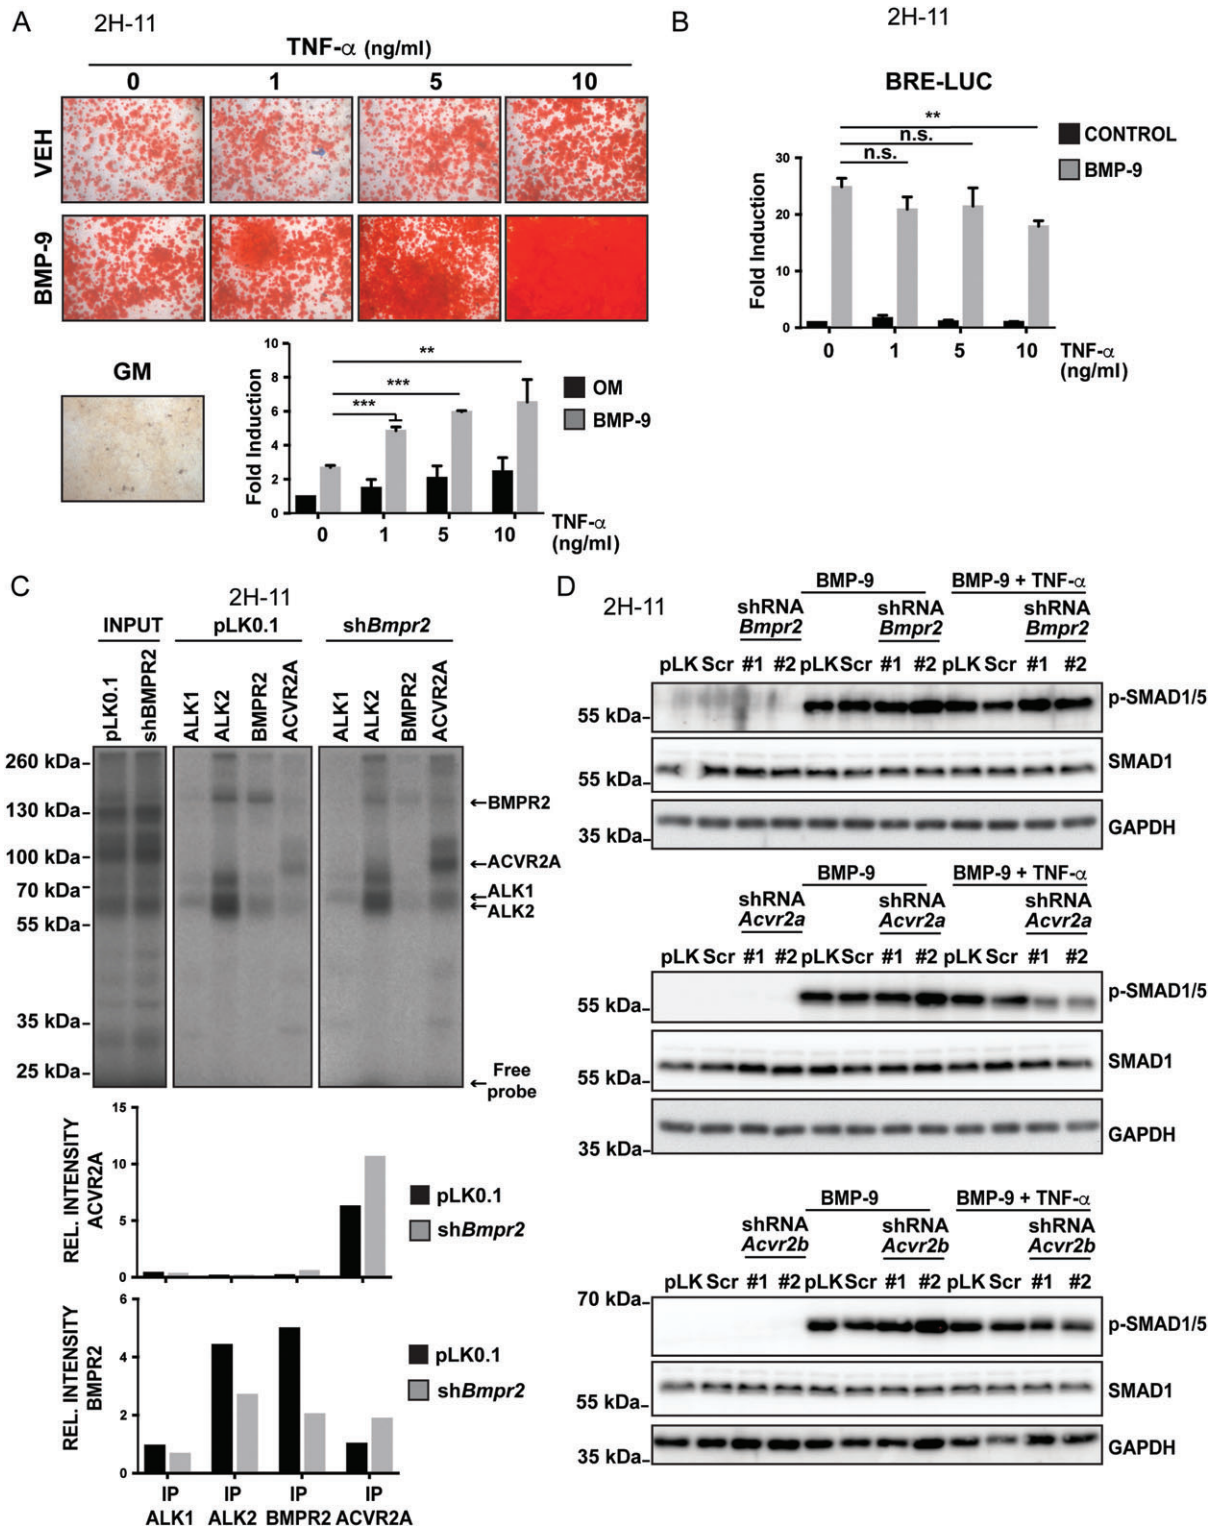 A
2H-11
TNF-α (ng/ml)
0 1 5 10
VEH
BMP-9
GM
Fold Induction
10
8
6
4
2
0
**
***
***
OM
BMP-9
0 1 5 10
TNF-α
(ng/ml)
B
2H-11
BRE-LUC
**
n.s.
n.s.
CONTROL
BMP-9
Fold Induction
30
20
10
0
0 1 5 10
TNF-α
(ng/ml)
C
2H-11
INPUT pLK0.1 shBmpr2
pLK0.1 shBMPR2 ALK1 ALK2 BMPR2 ACVR2A ALK1 ALK2 BMPR2 ACVR2A
260 kDa
130 kDa
100 kDa
70 kDa
55 kDa
35 kDa
25 kDa
←BMPR2
←ACVR2A
←ALK1
←ALK2
Free
←probe
REL. INTENSITY
ACVR2A
15
10
5
0
pLK0.1
shBmpr2
REL. INTENSITY
BMPR2
6
4
2
0
pLK0.1
shBmpr2
IP IP IP IP
ALK1 ALK2 BMPR2 ACVR2A
D
2H-11
BMP-9 BMP-9 + TNF-α
shRNA shRNA shRNA
Bmpr2 Bmpr2 Bmpr2
pLK Scr #1 #2 pLK Scr #1 #2 pLK Scr #1 #2
55 kDa
p-SMAD1/5
55 kDa
SMAD1
35 kDa
GAPDH
BMP-9 BMP-9 + TNF-α
shRNA shRNA shRNA
Acvr2a Acvr2a Acvr2a
pLK Scr #1 #2 pLK Scr #1 #2 pLK Scr #1 #2
55 kDa
p-SMAD1/5
55 kDa
SMAD1
35 kDa
GAPDH
BMP-9 BMP-9 + TNF-α
shRNA shRNA shRNA
Acvr2b Acvr2b Acvr2b
pLK Scr #1 #2 pLK Scr #1 #2 pLK Scr #1 #2
70 kDa
p-SMAD1/5
55 kDa
SMAD1
35 kDa
GAPDH